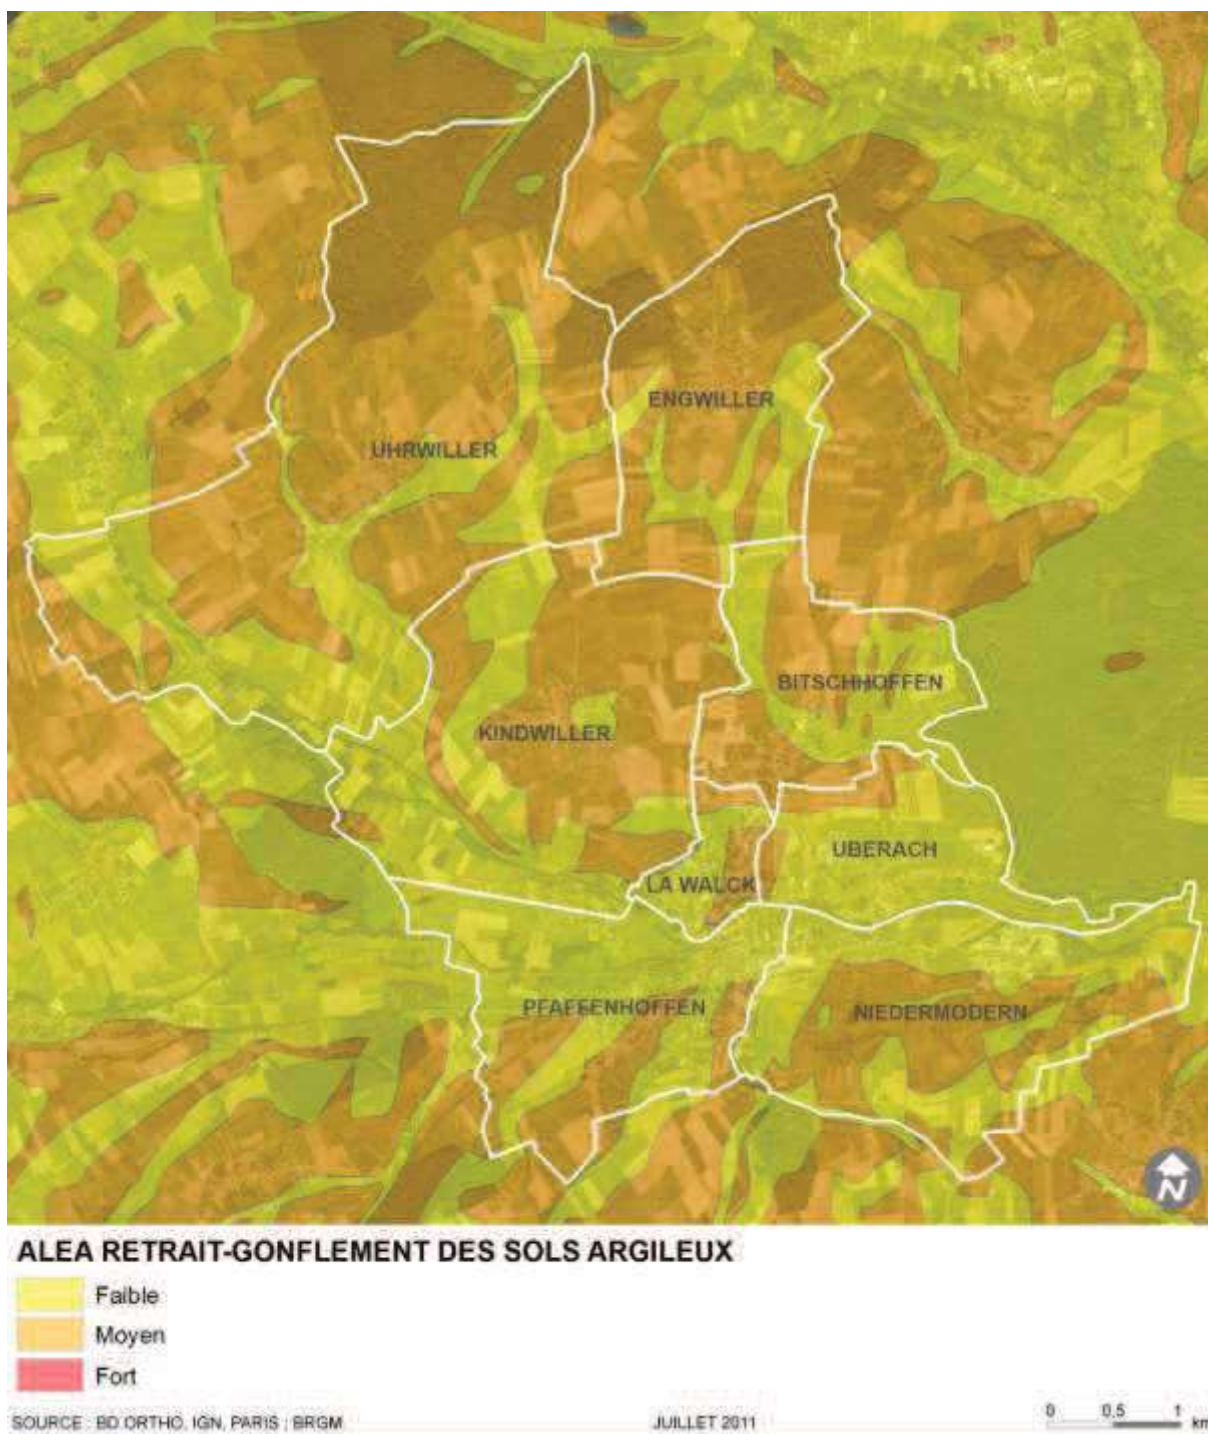 ENGWILLER
UHRWILLER
BITSCHHOFFEN
KINDWILLER
UBERACH
LA WALCK
PFAFFENHOFFEN
NIEDERMODERN
N
ALEA RETRAIT-GONFLEMENT DES SOLS ARGILEUX
Faible
Moyen
Fort
SOURCE : BD ORTHO, IGN, PARIS ; BRGM JUILLET 2011 0 0,5 1 km